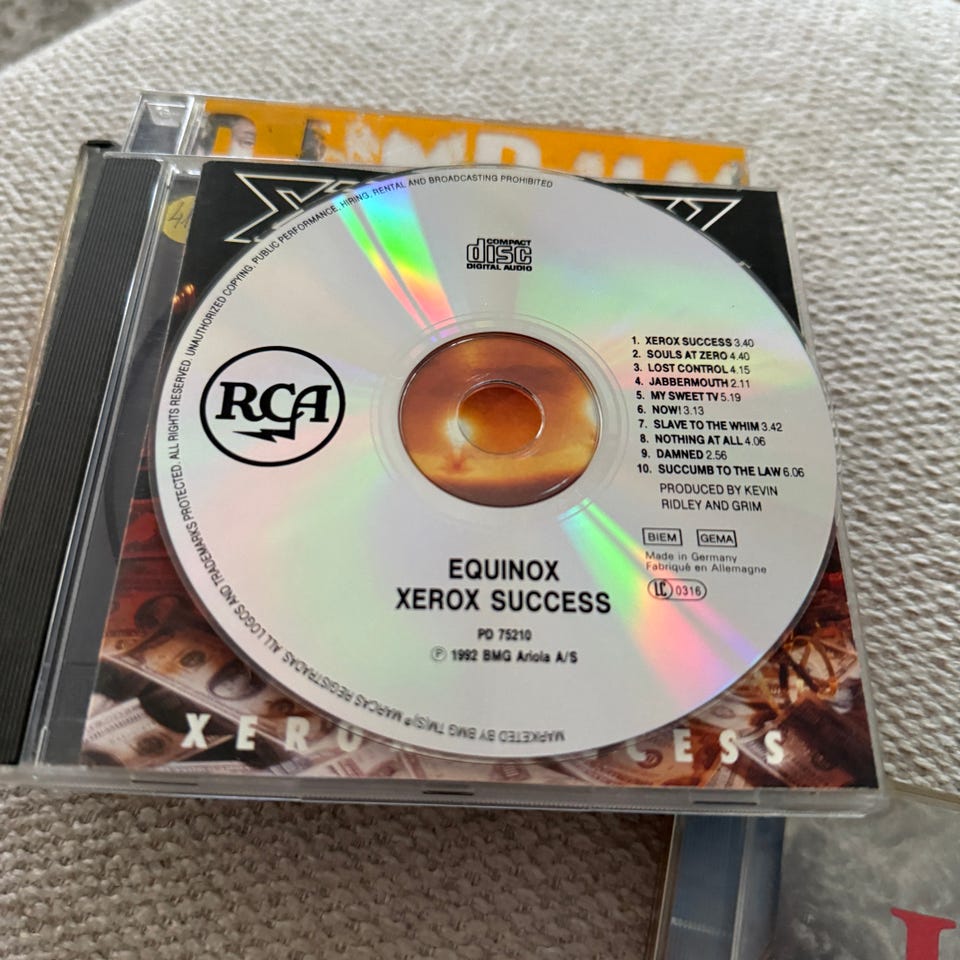 PUBLIC PERFORMANCE, HIRING, RENTAL AND BROADCASTING PROHIBITED
COMPACT
disc
DIGITAL AUDIO
RCA
1. XEROX SUCCESS 3.40
2. SOULS AT ZERO 4.40
3. LOST CONTROL 4.15
4. JABBERMOUTH 2.11
5. MY SWEET TV 5.19
6. NOW! 3.13
7. SLAVE TO THE WHIM 3.42
8. NOTHING AT ALL 4.06
9. DAMNED 2.56
10. SUCCUMB TO THE LAW 6.06
PRODUCED BY KEVIN
RIDLEY AND GRIM
BIEM GEMA
Made in Germany
Fabriqué en Allemagne
LC 0316
EQUINOX
XEROX SUCCESS
PD 75210
℗ 1992 BMG Ariola A/S
MARKETED BY BMG TM(S)® MARCAS REGISTRADAS. ALL LOGOS AND TRADEMARKS PROTECTED. ALL RIGHTS RESERVED. UNAUTHORIZED COPYING,